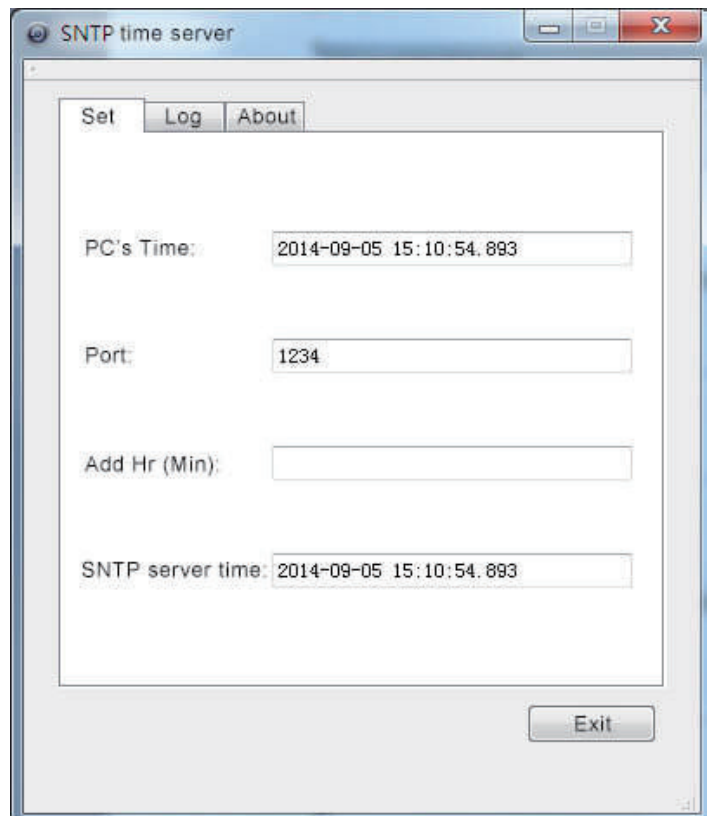 SNTP time server
Set Log About
PC's Time: 2014-09-05 15:10:54.893
Port: 1234
Add Hr (Min):
SNTP server time: 2014-09-05 15:10:54.893
Exit